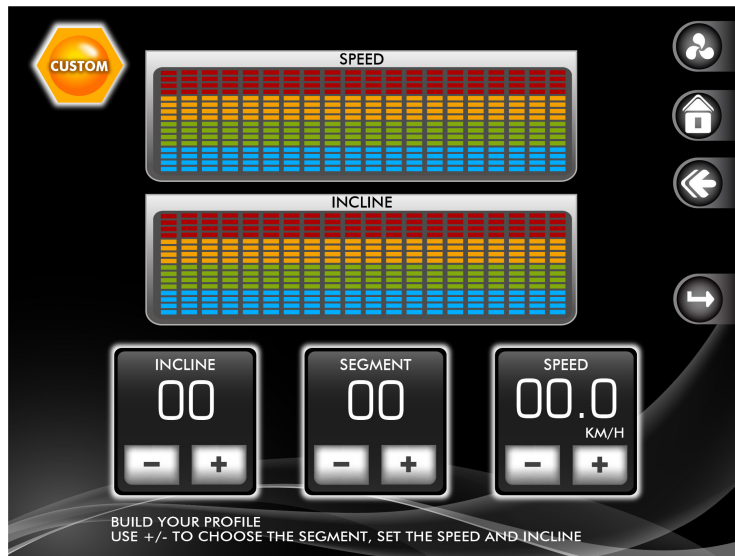 CUSTOM
SPEED
INCLINE
INCLINE
00
- +
SEGMENT
00
- +
SPEED
00.0
KM/H
- +
BUILD YOUR PROFILE
USE +/- TO CHOOSE THE SEGMENT, SET THE SPEED AND INCLINE